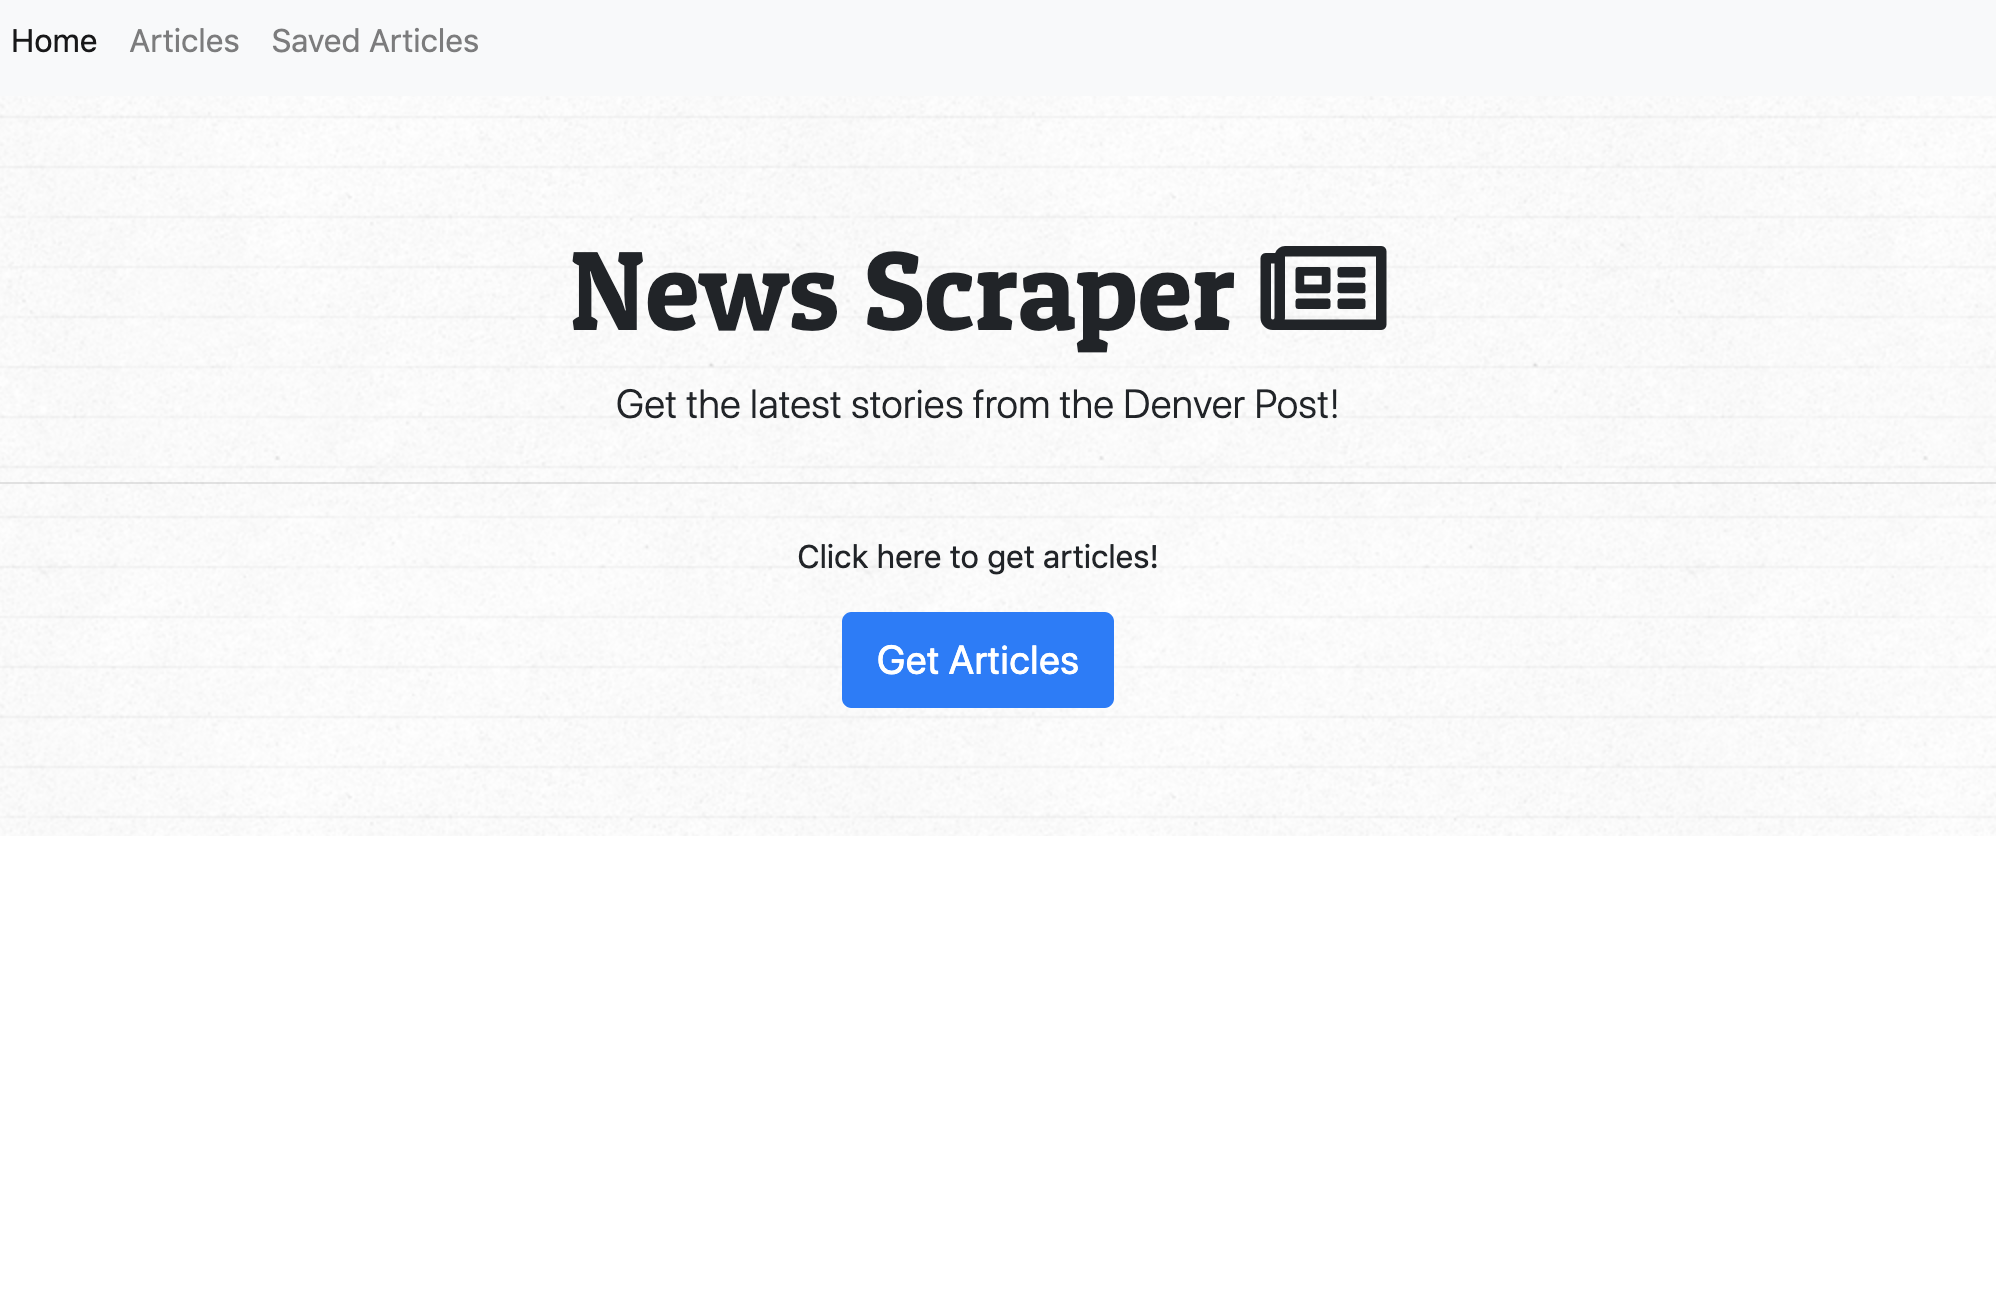 Home Articles Saved Articles
News Scraper
Get the latest stories from the Denver Post!
Click here to get articles!
Get Articles